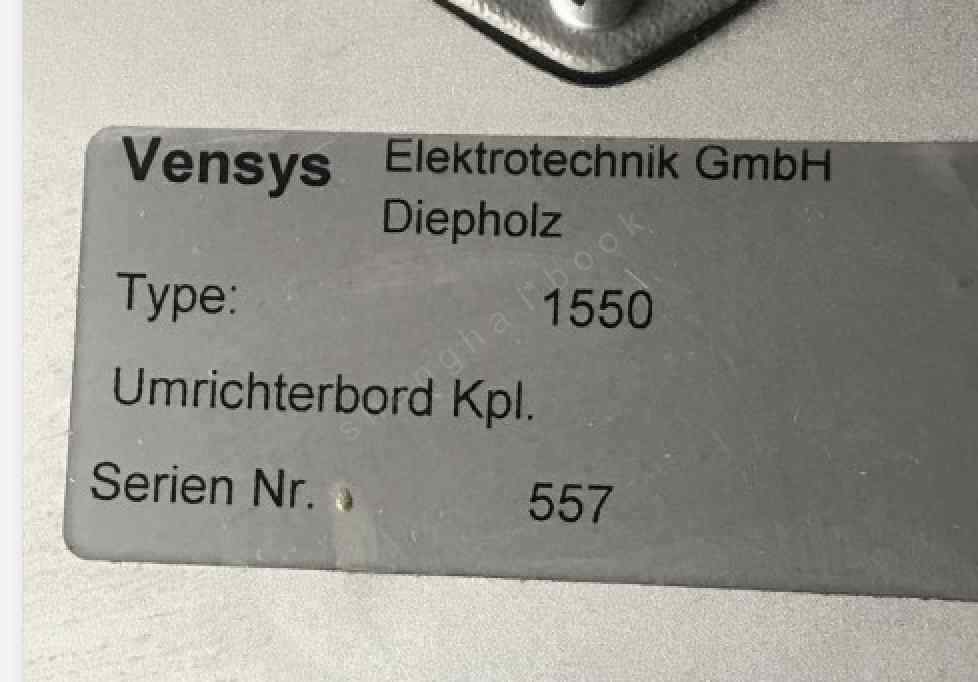 Vensys Elektrotechnik GmbH
Diepholz
Type: 1550
Umrichterbord Kpl.
Serien Nr. 557